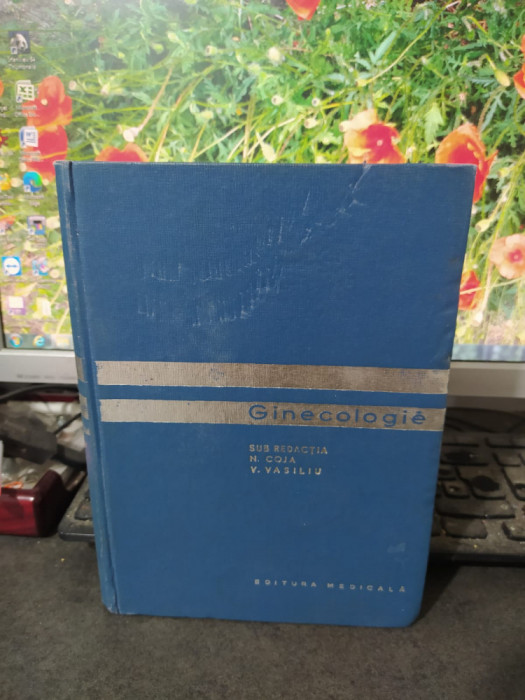 Ginecologie
SUB REDACȚIA
N. COJA
V. VASILIU
EDITURA MEDICALĂ